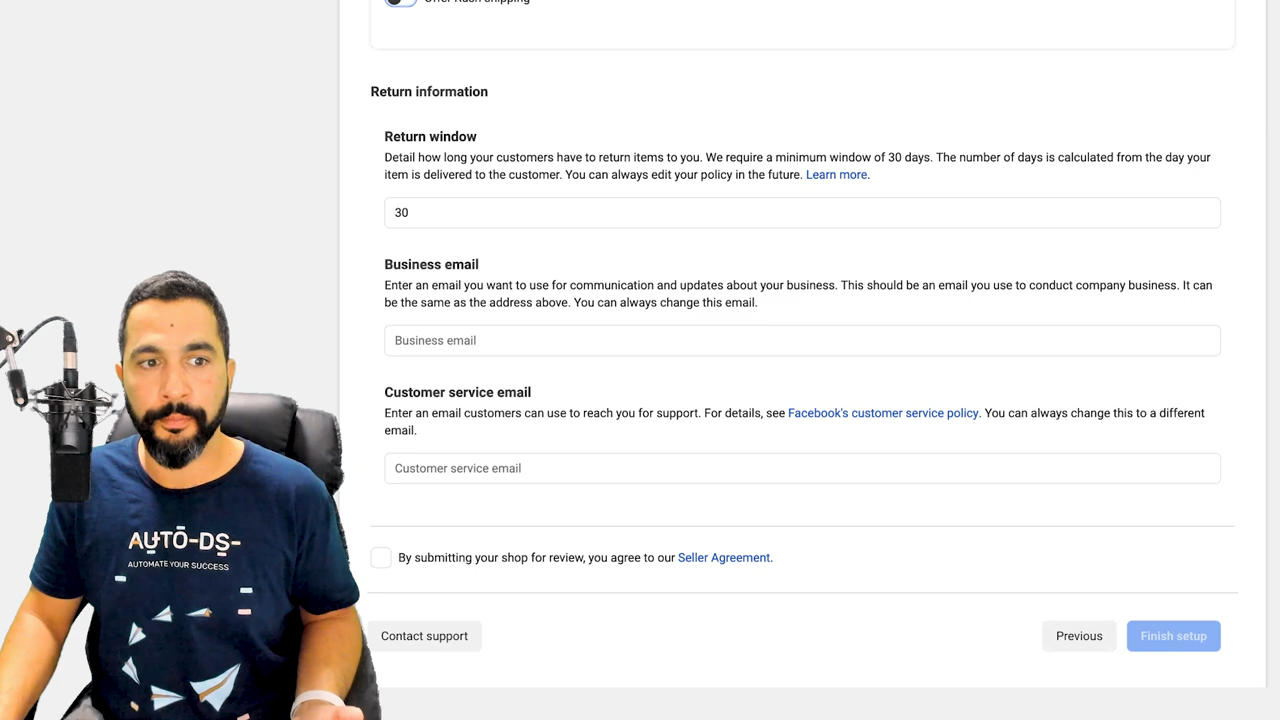 Offer Rush shipping
Return information
Return window
Detail how long your customers have to return items to you. We require a minimum window of 30 days. The number of days is calculated from the day your
item is delivered to the customer. You can always edit your policy in the future. Learn more.
30
Business email
Enter an email you want to use for communication and updates about your business. This should be an email you use to conduct company business. It can
be the same as the address above. You can always change this email.
Business email
Customer service email
Enter an email customers can use to reach you for support. For details, see Facebook's customer service policy. You can always change this to a different
email.
Customer service email
By submitting your shop for review, you agree to our Seller Agreement.
Contact support
Previous
Finish setup
AUTO-DS-
AUTOMATE YOUR SUCCESS